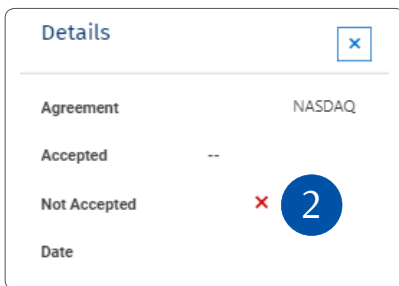 Details
Agreement NASDAQ
Accepted --
Not Accepted 2
Date